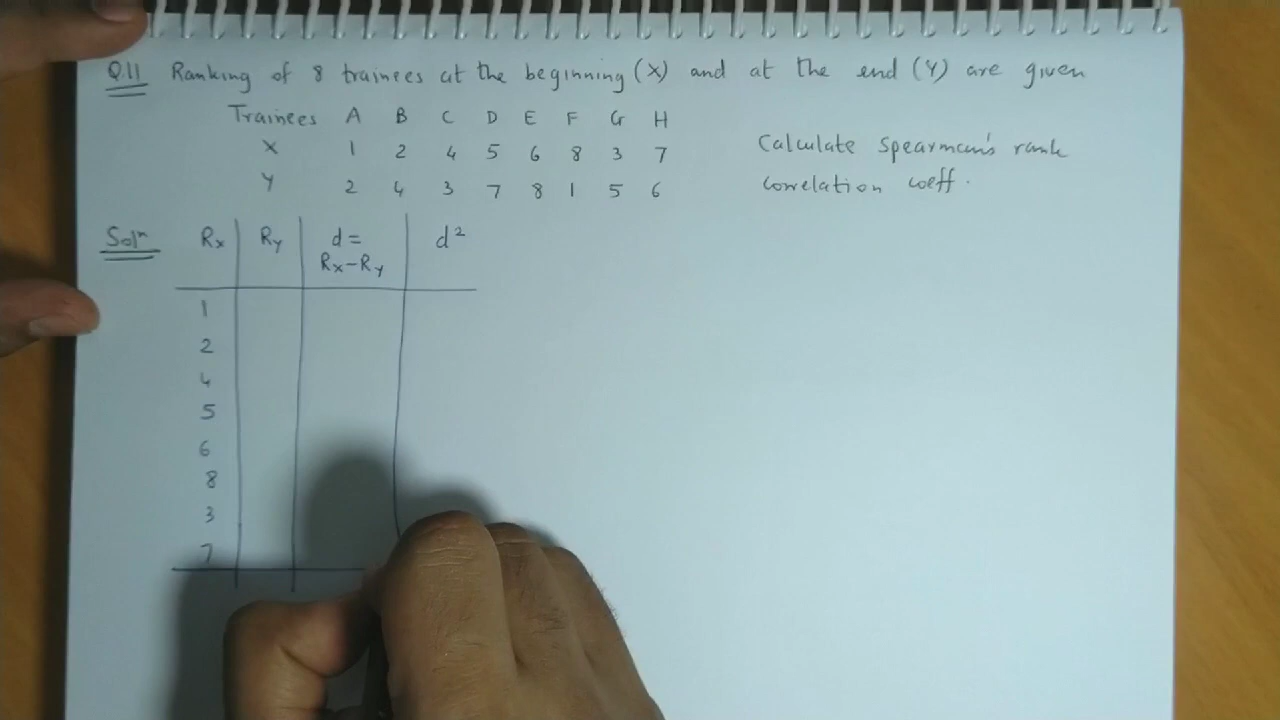 Q.11 Ranking of 8 trainees at the beginning (X) and at the end (Y) are given
Trainees A B C D E F G H
X 1 2 4 5 6 8 3 7
Y 2 4 3 7 8 1 5 6
Calculate Spearman's rank
correlation coeff.
Solⁿ Rx Ry d = d²
Rx-Ry
1
2
4
5
6
8
3
7